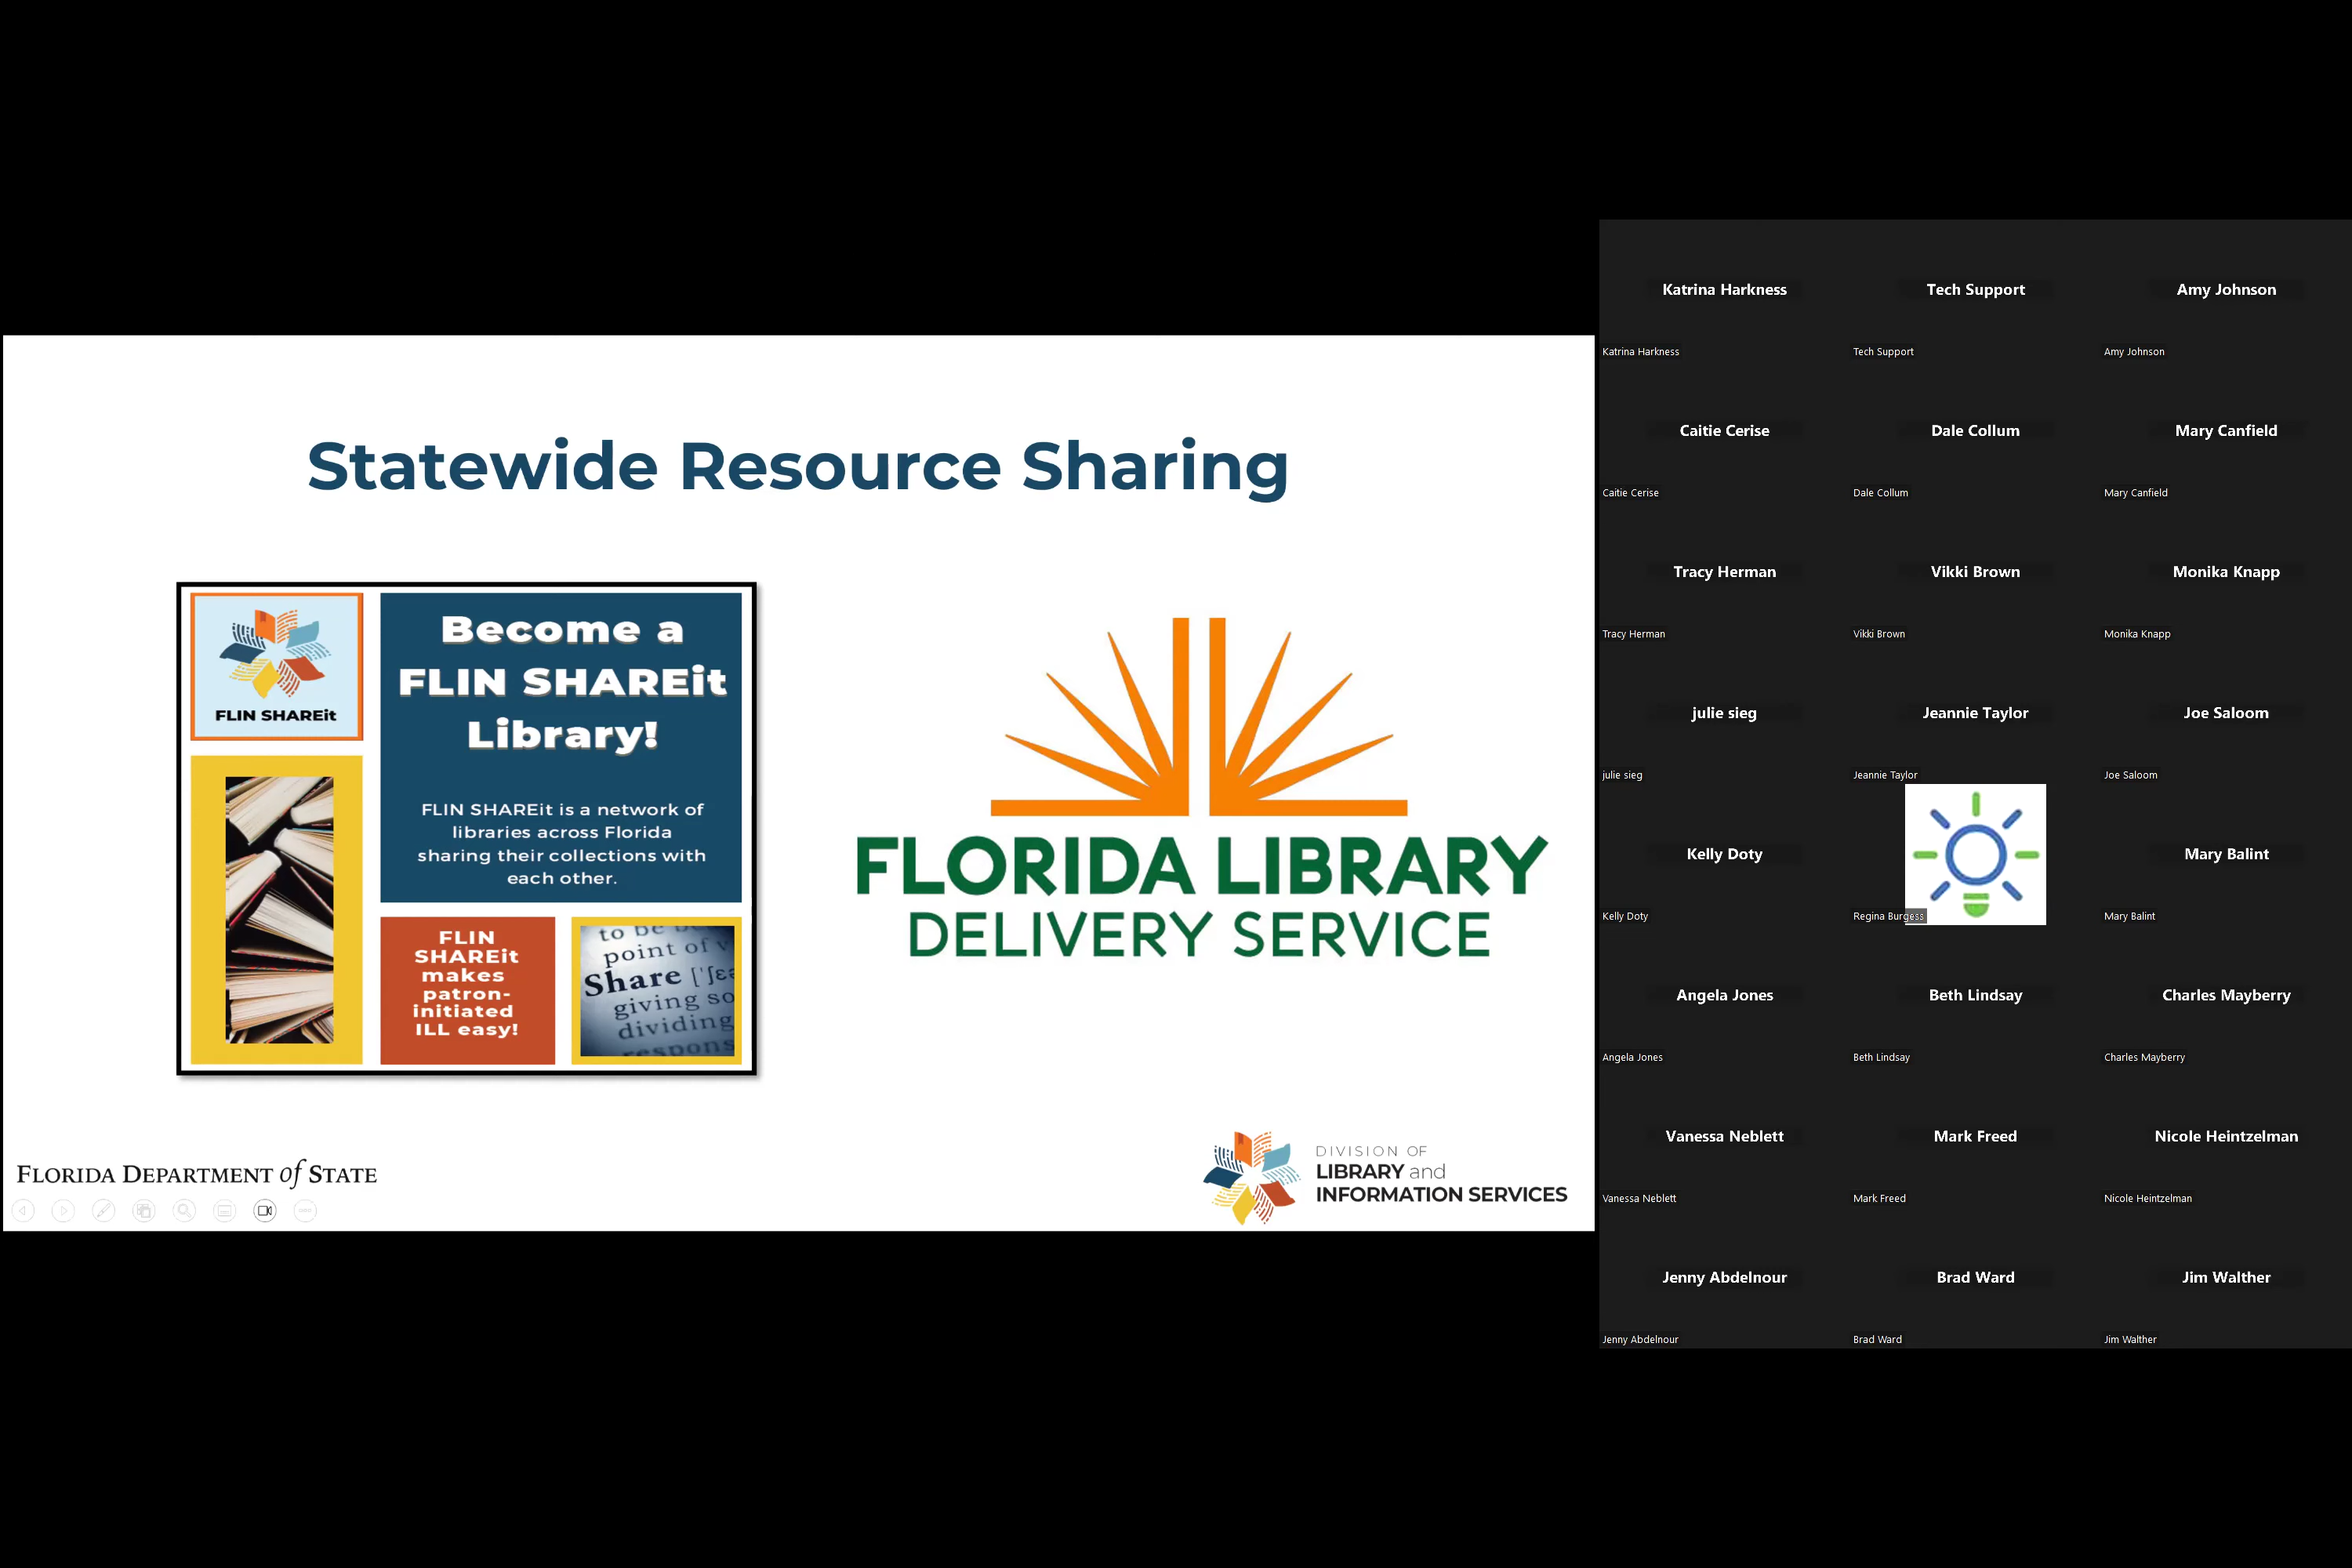 Statewide Resource Sharing
FLIN SHAREit
Become a
FLIN SHAREit
Library!
FLIN SHAREit is a network of
libraries across Florida
sharing their collections with
each other.
FLIN
SHAREit
makes
patron-
initiated
ILL easy!
to be
point of
Share
giving so
dividing
respons
FLORIDA LIBRARY
DELIVERY SERVICE
FLORIDA DEPARTMENT of STATE
DIVISION OF
LIBRARY and
INFORMATION SERVICES
Katrina Harkness
Tech Support
Amy Johnson
Katrina Harkness
Tech Support
Amy Johnson
Caitie Cerise
Dale Collum
Mary Canfield
Caitie Cerise
Dale Collum
Mary Canfield
Tracy Herman
Vikki Brown
Monika Knapp
Tracy Herman
Vikki Brown
Monika Knapp
julie sieg
Jeannie Taylor
Joe Saloom
julie sieg
Jeannie Taylor
Joe Saloom
Kelly Doty
Mary Balint
Kelly Doty
Regina Burgess
Mary Balint
Angela Jones
Beth Lindsay
Charles Mayberry
Angela Jones
Beth Lindsay
Charles Mayberry
Vanessa Neblett
Mark Freed
Nicole Heintzelman
Vanessa Neblett
Mark Freed
Nicole Heintzelman
Jenny Abdelnour
Brad Ward
Jim Walther
Jenny Abdelnour
Brad Ward
Jim Walther